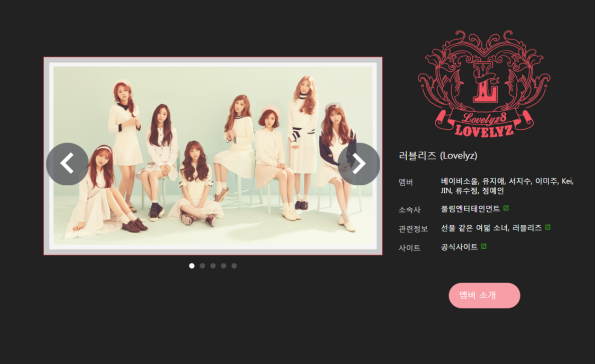 Lovelyz8
LOVELYZ
러블리즈 (Lovelyz)
멤버
베이비소울, 유지애, 서지수, 이미주, Kei,
JIN, 류수정, 정예인
소속사
울림엔터테인먼트
관련정보
선물 같은 여덟 소녀, 러블리즈
사이트
공식사이트
멤버 소개